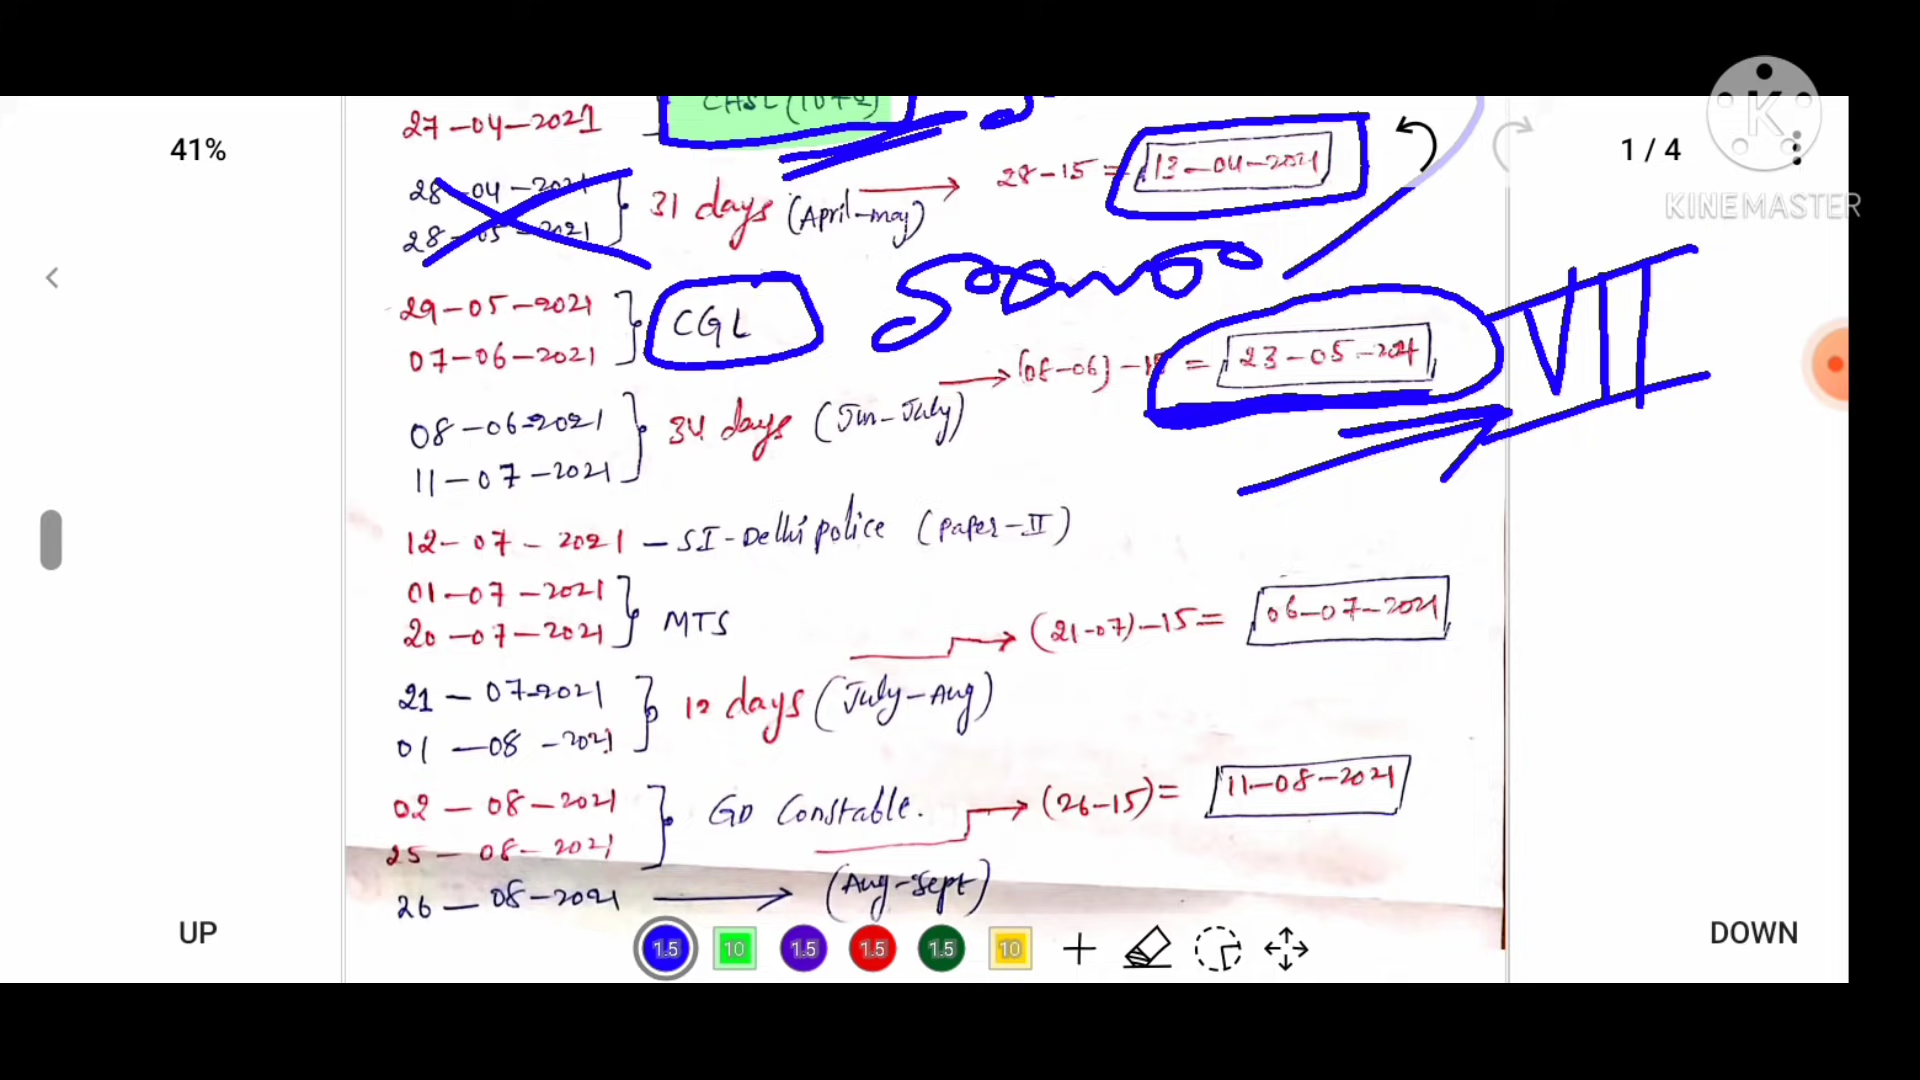 CHSL (10+2)
27-04-2021
41%
1 / 4
K
KINEMASTER
28-04-2021
28-05-2021
31 days (April-may)
28-15=
13-04-2021
29-05-2021
07-06-2021
CGL
(08-06)-15 =
23-05-2021
VII
08-06-2021
11-07-2021
34 days (Jun-July)
12-07-2021 - SI-Delhi police (Paper-II)
01-07-2021
20-07-2021
MTS
(21-07)-15=
06-07-2021
21-07-2021
01-08-2021
12 days (July-Aug)
02-08-2021
25-08-2021
GD Constable.
(26-15)=
11-08-2021
26-08-2021
(Aug-Sept)
UP
DOWN
1.5
10
1.5
1.5
1.5
10